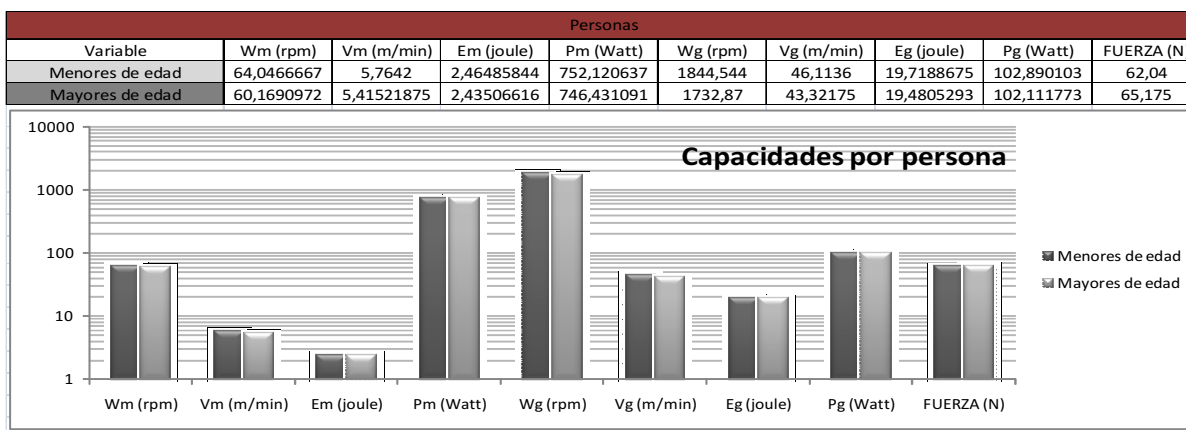 Personas
Variable Wm (rpm) Vm (m/min) Em (joule) Pm (Watt) Wg (rpm) Vg (m/min) Eg (joule) Pg (Watt) FUERZA (N
Menores de edad 64,0466667 5,7642 2,46485844 752,120637 1844,544 46,1136 19,7188675 102,890103 62,04
Mayores de edad 60,1690972 5,41521875 2,43506616 746,431091 1732,87 43,32175 19,4805293 102,111773 65,175
Capacidades por persona
10000
1000
100
10
1
Wm (rpm) Vm (m/min) Em (joule) Pm (Watt) Wg (rpm) Vg (m/min) Eg (joule) Pg (Watt) FUERZA (N)
Menores de edad
Mayores de edad